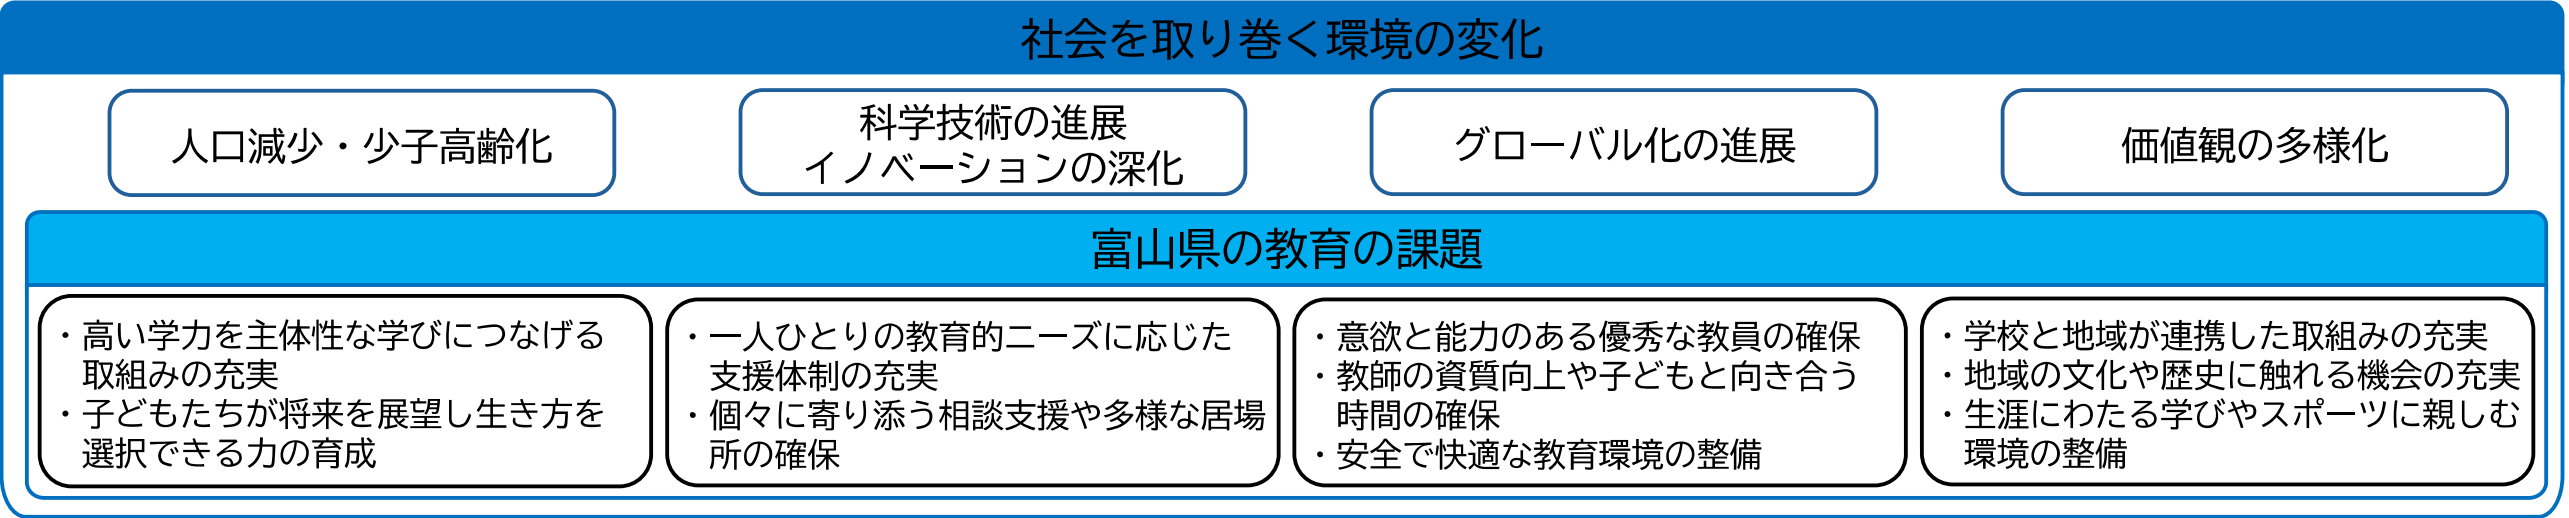 社会を取り巻く環境の変化
人口減少・少子高齢化
科学技術の進展
イノベーションの深化
グローバル化の進展
価値観の多様化
富山県の教育の課題
・高い学力を主体性な学びにつなげる
取組みの充実
・子どもたちが将来を展望し生き方を
選択できる力の育成
・一人ひとりの教育的ニーズに応じた
支援体制の充実
・個々に寄り添う相談支援や多様な居場
所の確保
・意欲と能力のある優秀な教員の確保
・教師の資質向上や子どもと向き合う
時間の確保
・安全で快適な教育環境の整備
・学校と地域が連携した取組みの充実
・地域の文化や歴史に触れる機会の充実
・生涯にわたる学びやスポーツに親しむ
環境の整備